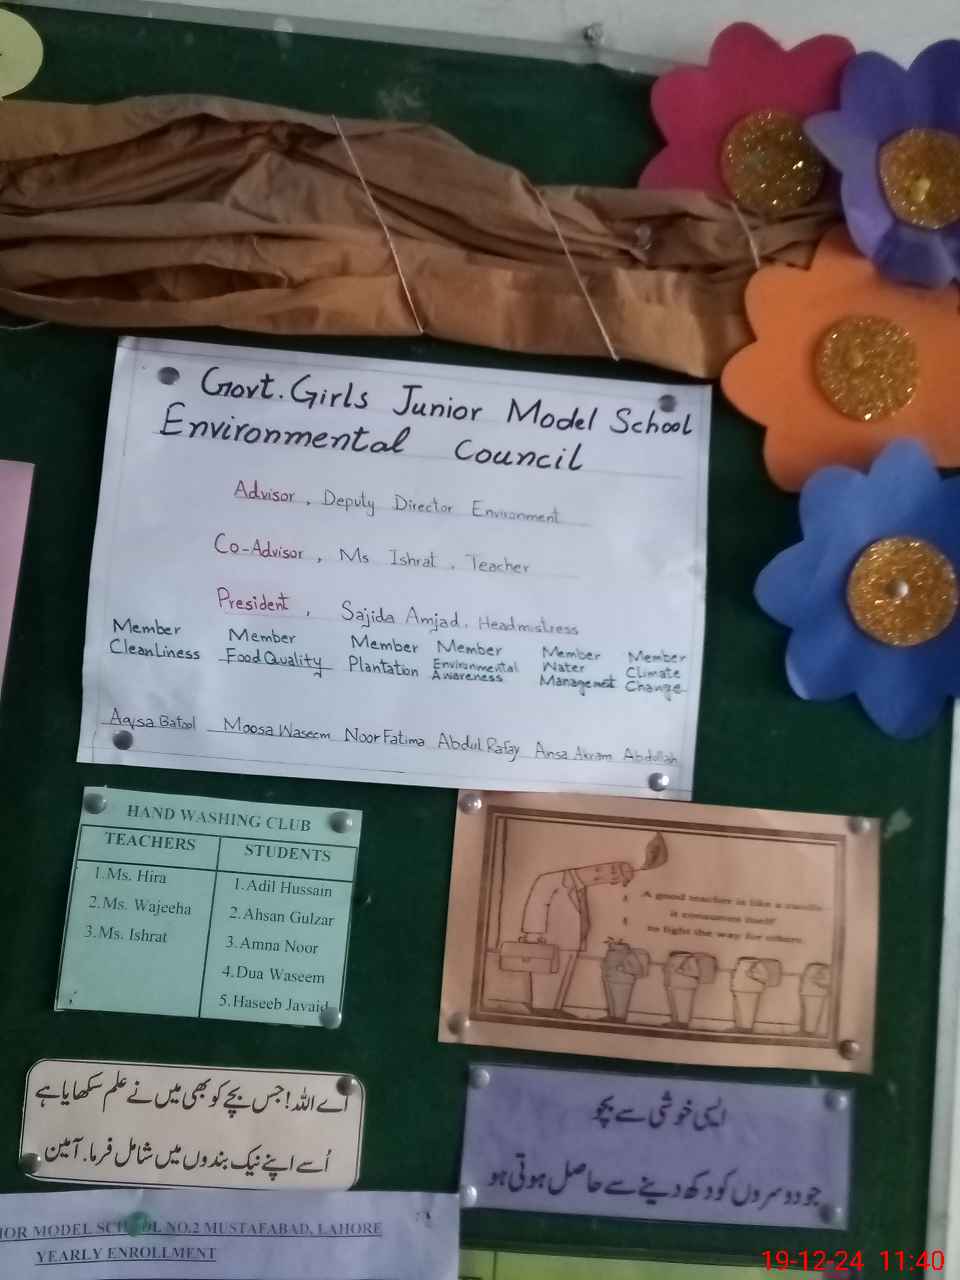 Govt. Girls Junior Model School
Environmental Council
Advisor , Deputy Director Environment
Co-Advisor , Ms Ishrat , Teacher
President , Sajida Amjad, Headmistress
Member Member Member Member Member Member
CleanLiness Food Quality Plantation Environmental Awareness Water Management Climate Change
Aqsa Batool Moosa Waseem Noor Fatima Abdul Rafay Ansa Akram Abdullah
HAND WASHING CLUB
TEACHERS STUDENTS
1.Ms. Hira 1.Adil Hussain
2.Ms. Wajeeha 2.Ahsan Gulzar
3.Ms. Ishrat 3.Amna Noor
4.Dua Waseem
5.Haseeb Javaid
A good teacher is like a candle
it consumes itself
to light the way for others
اے اللہ! جس بچے کو بھی میں نے علم سکھایا ہے
اُسے اپنے نیک بندوں میں شامل فرما۔ آمین
ایسی خوشی سے بچو
جو دوسروں کو دکھ دینے سے حاصل ہوتی ہو
IOR MODEL SCHOOL NO.2 MUSTAFABAD, LAHORE
YEARLY ENROLLMENT
19-12-24 11:40